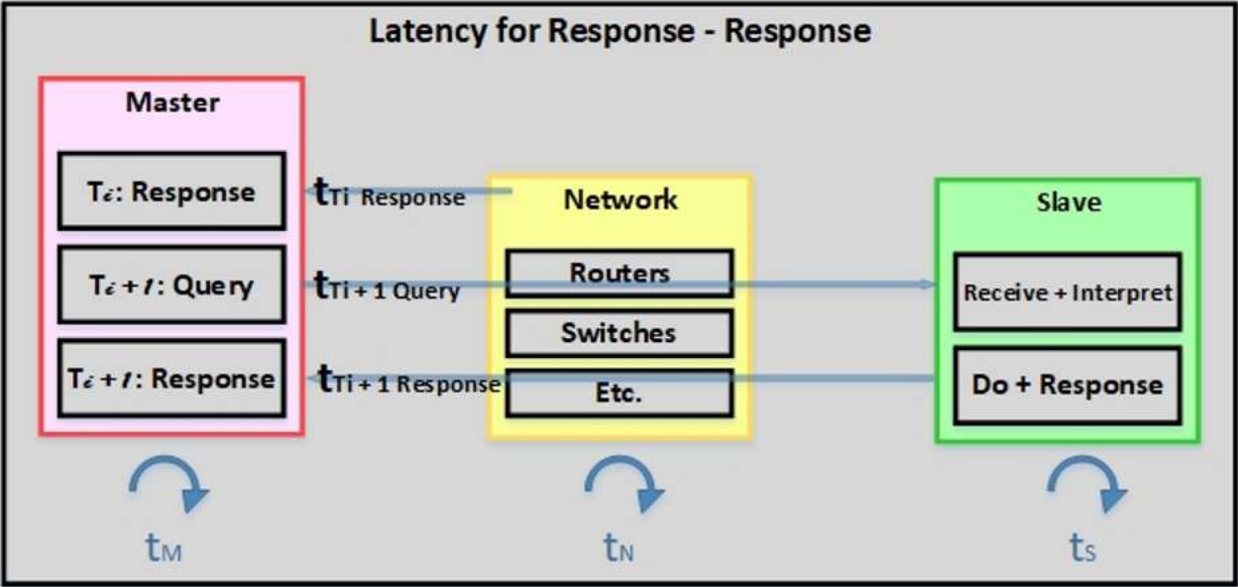 Latency for Response - Response
Master
Ti: Response
Ti+1: Query
Ti+1: Response
tTi Response
tTi + 1 Query
tTi + 1 Response
Network
Routers
Switches
Etc.
Slave
Receive + Interpret
Do + Response
tM
tN
tS